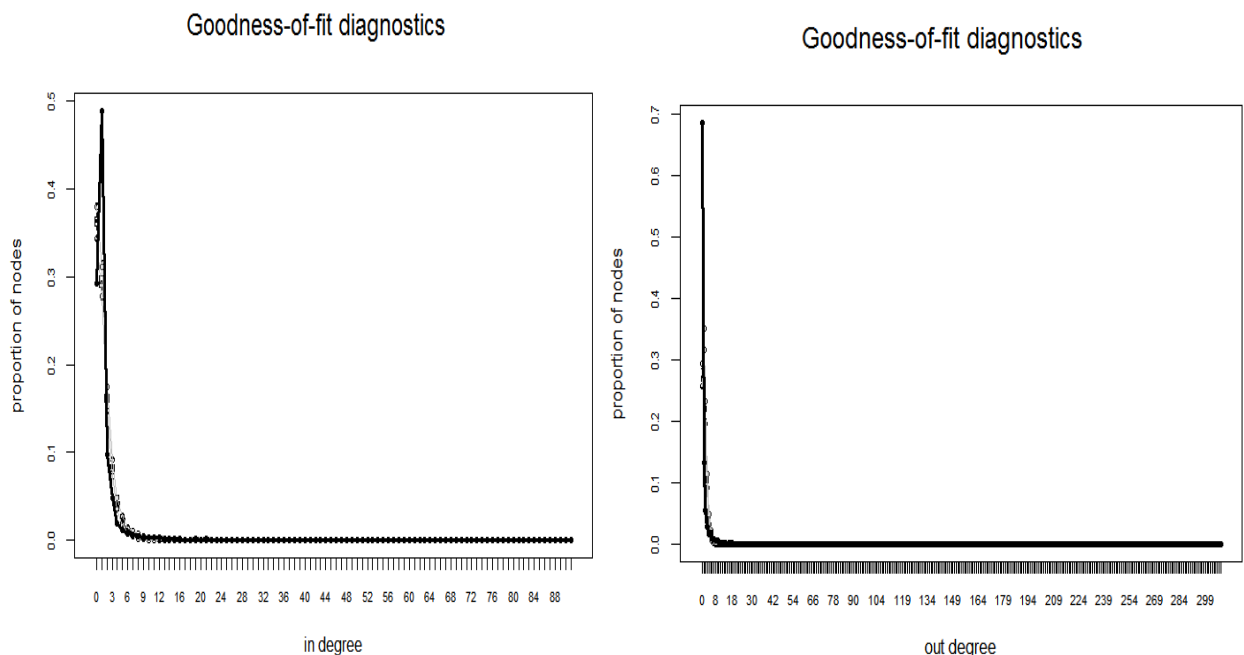 Goodness-of-fit diagnostics
proportion of nodes
0.5
0.4
0.3
0.2
0.1
0.0
0 3 6 9 12 16 20 24 28 32 36 40 44 48 52 56 60 64 68 72 76 80 84 88
in degree
Goodness-of-fit diagnostics
proportion of nodes
0.7
0.6
0.5
0.4
0.3
0.2
0.1
0.0
0 8 18 30 42 54 66 78 90 104 119 134 149 164 179 194 209 224 239 254 269 284 299
out degree